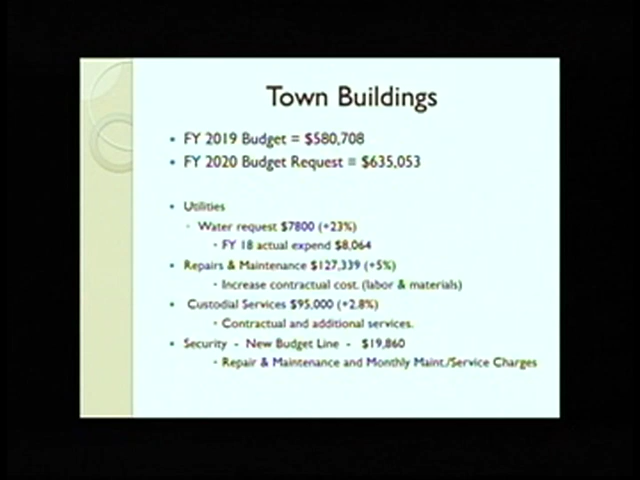 Town Buildings
• FY 2019 Budget = $580,708
• FY 2020 Budget Request = $635,053
• Utilities
• Water request $7800 (+23%)
• FY 18 actual expend $8,064
• Repairs & Maintenance $127,339 (+5%)
• Increase contractual cost. (labor & materials)
• Custodial Services $95,000 (+2.8%)
• Contractual and additional services.
• Security - New Budget Line - $19,860
• Repair & Maintenance and Monthly Maint./Service Charges